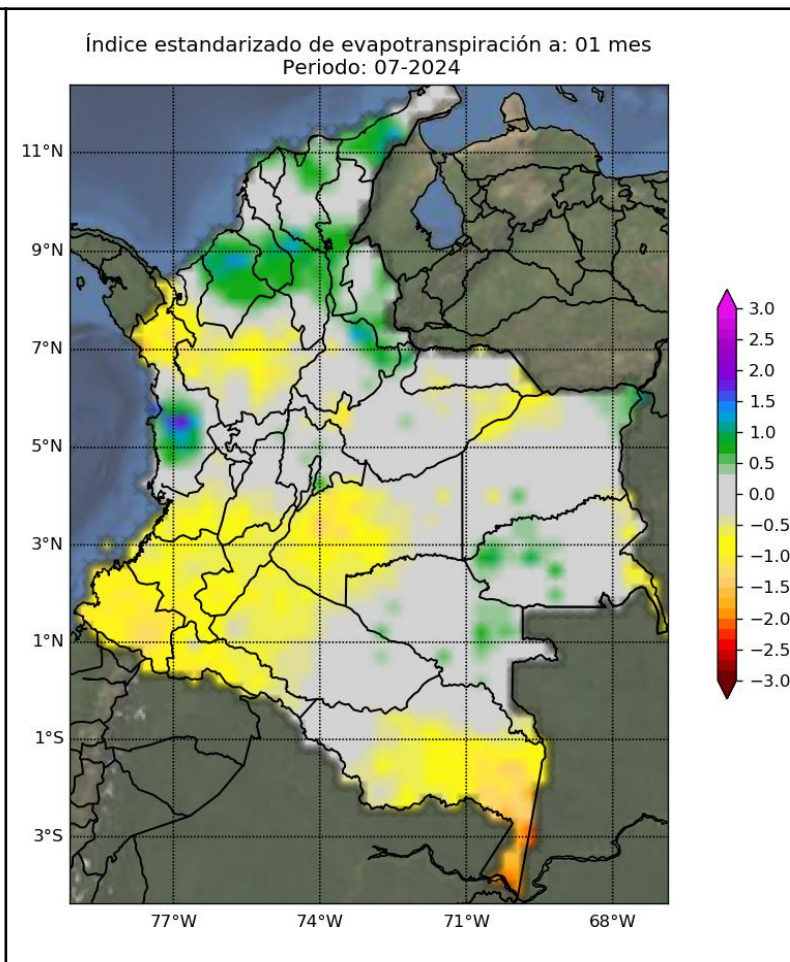 Índice estandarizado de evapotranspiración a: 01 mes
Periodo: 07-2024
11°N
9°N
7°N
5°N
3°N
1°N
1°S
3°S
77°W
74°W
71°W
68°W
3.0
2.5
2.0
1.5
1.0
0.5
0.0
−0.5
−1.0
−1.5
−2.0
−2.5
−3.0